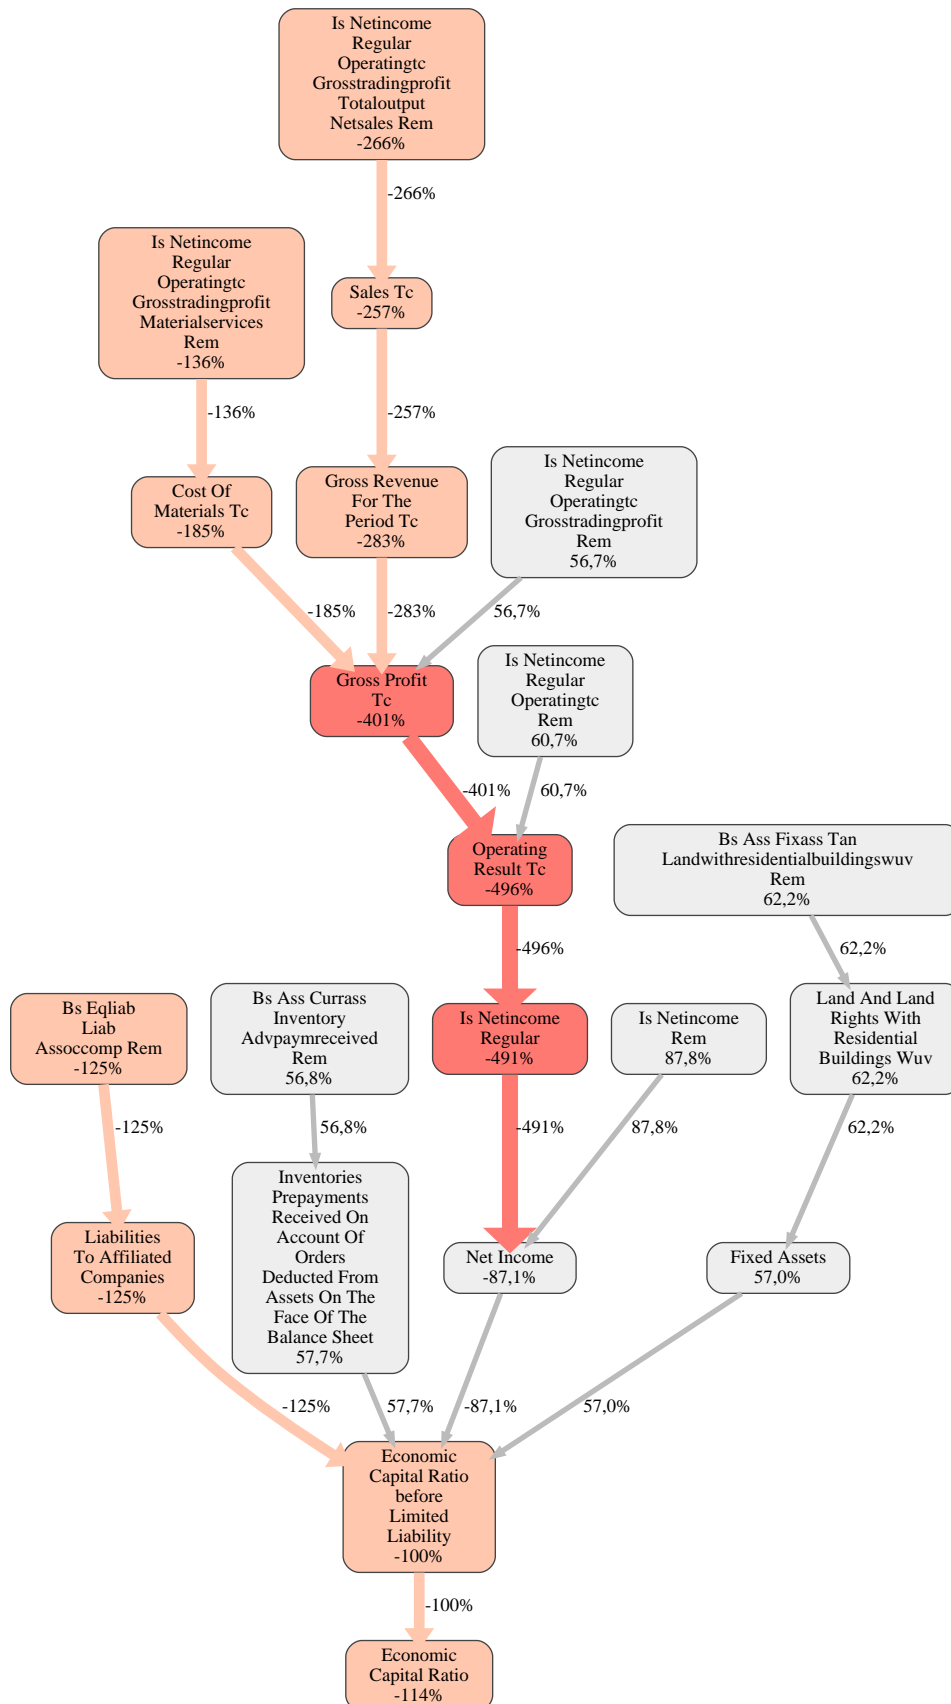 Is Netincome
Regular
Operatingtc
Grosstradingprofit
Totaloutput
Netsales Rem
-266%
-266%
Is Netincome
Regular
Operatingtc
Grosstradingprofit
Materialservices
Rem
-136%
Sales Tc
-257%
-136%
-257%
Cost Of
Materials Tc
-185%
Gross Revenue
For The
Period Tc
-283%
Is Netincome
Regular
Operatingtc
Grosstradingprofit
Rem
56,7%
-185%
-283%
56,7%
Gross Profit
Tc
-401%
Is Netincome
Regular
Operatingtc
Rem
60,7%
-401%
60,7%
Operating
Result Tc
-496%
Bs Ass Fixass Tan
Landwithresidentialbuildingswuv
Rem
62,2%
-496%
62,2%
Bs Eqliab
Liab
Assoccomp Rem
-125%
Bs Ass Currass
Inventory
Advpaymreceived
Rem
56,8%
Is Netincome
Regular
-491%
Is Netincome
Rem
87,8%
Land And Land
Rights With
Residential
Buildings Wuv
62,2%
-125%
56,8%
-491%
87,8%
62,2%
Liabilities
To Affiliated
Companies
-125%
Inventories
Prepayments
Received On
Account Of
Orders
Deducted From
Assets On The
Face Of The
Balance Sheet
57,7%
Net Income
-87,1%
Fixed Assets
57,0%
-125%
57,7%
-87,1%
57,0%
Economic
Capital Ratio
before
Limited
Liability
-100%
-100%
Economic
Capital Ratio
-114%